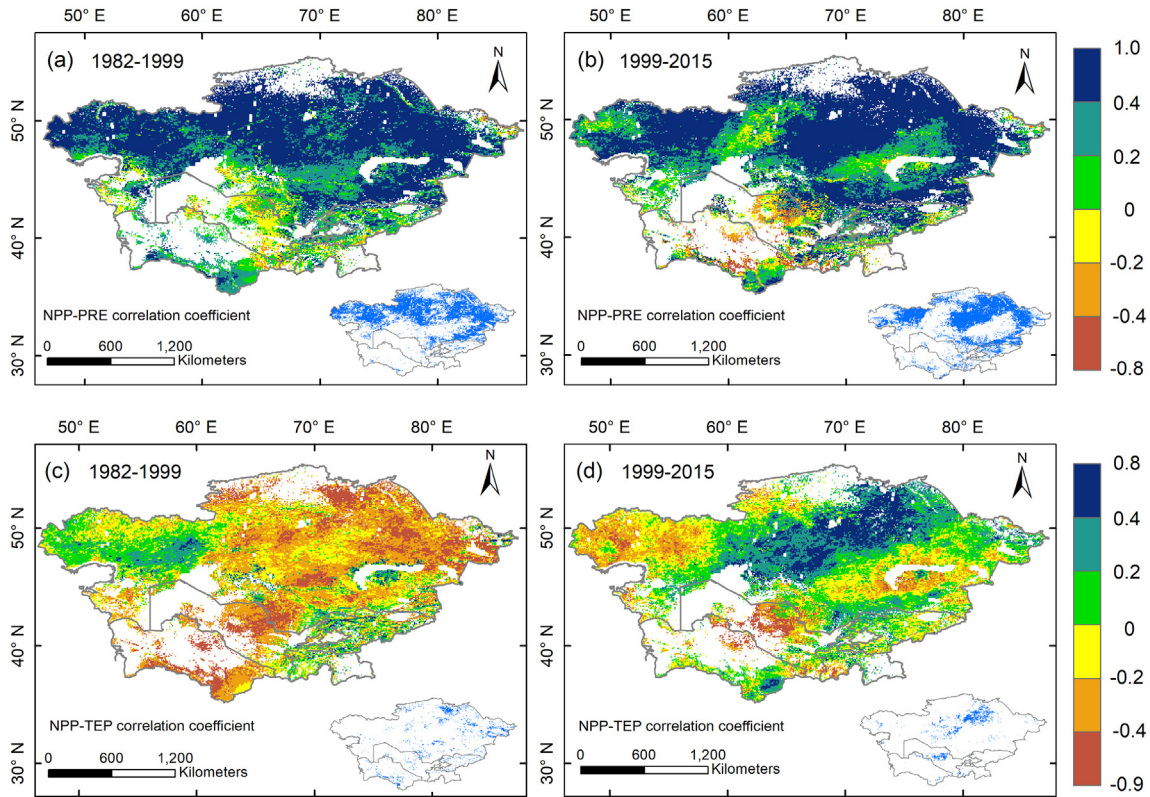 50° E 60° E 70° E 80° E
(a) 1982-1999
N
50° N
40° N
30° N
NPP-PRE correlation coefficient
0 600 1,200
Kilometers
50° E 60° E 70° E 80° E
(b) 1999-2015
N
50° N
40° N
30° N
NPP-PRE correlation coefficient
0 600 1,200
Kilometers
1.0
0.4
0.2
0
-0.2
-0.4
-0.8
50° E 60° E 70° E 80° E
(c) 1982-1999
N
50° N
40° N
30° N
NPP-TEP correlation coefficient
0 600 1,200
Kilometers
50° E 60° E 70° E 80° E
(d) 1999-2015
N
50° N
40° N
30° N
NPP-TEP correlation coefficient
0 600 1,200
Kilometers
0.8
0.4
0.2
0
-0.2
-0.4
-0.9